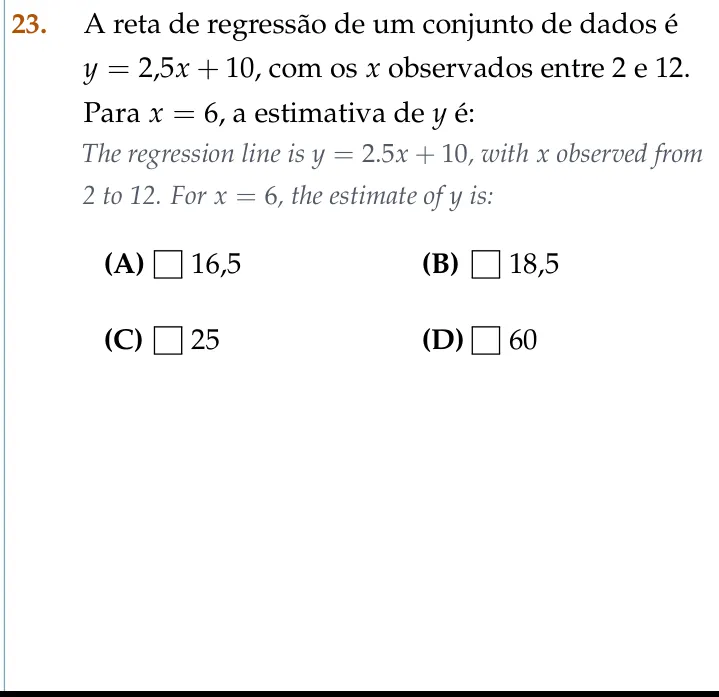 23. A reta de regressão de um conjunto de dados é
y = 2,5x + 10, com os x observados entre 2 e 12.
Para x = 6, a estimativa de y é:
The regression line is y = 2.5x + 10, with x observed from
2 to 12. For x = 6, the estimate of y is:
(A) □ 16,5 (B) □ 18,5
(C) □ 25 (D) □ 60